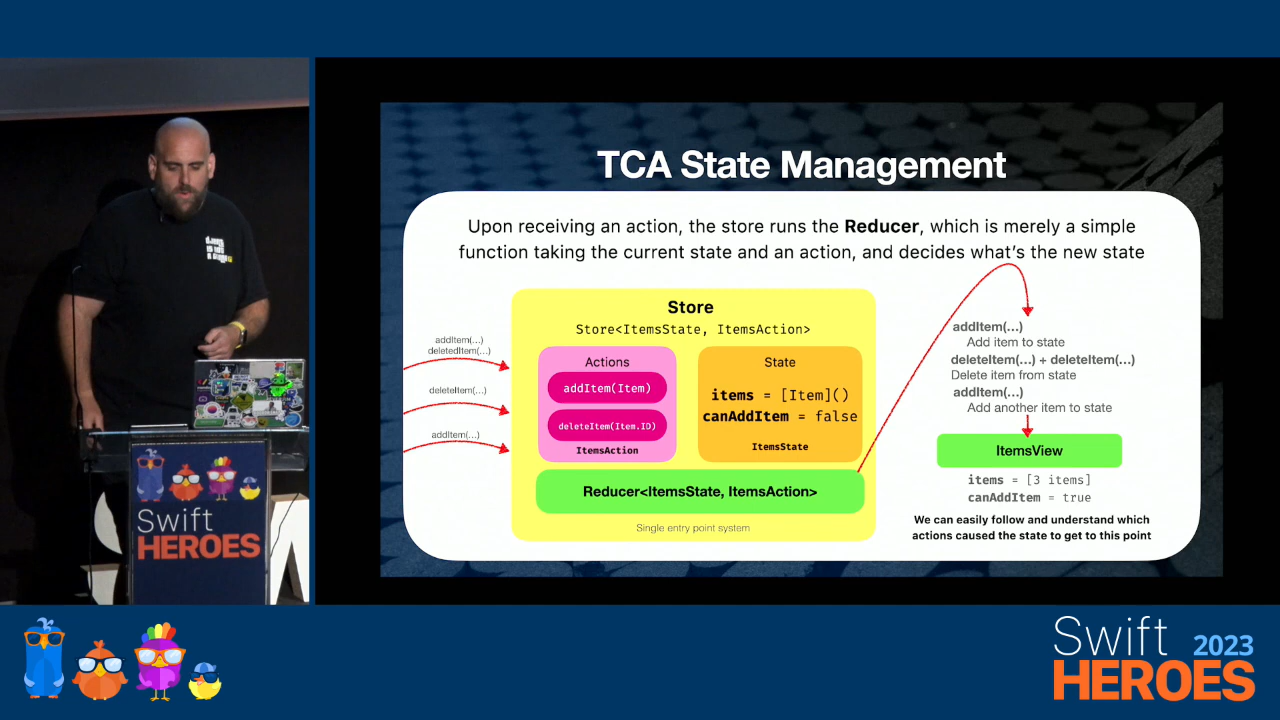 TCA State Management
Upon receiving an action, the store runs the Reducer, which is merely a simple
function taking the current state and an action, and decides what's the new state
Store
Store<ItemsState, ItemsAction>
addItem(...)
deletedItem(...)
deleteItem(...)
addItem(...)
Actions
addItem(Item)
deleteItem(Item.ID)
ItemsAction
State
items = [Item]()
canAddItem = false
ItemsState
Reducer<ItemsState, ItemsAction>
Single entry point system
addItem(...)
Add item to state
deleteItem(...) + deleteItem(...)
Delete item from state
addItem(...)
Add another item to state
ItemsView
items = [3 items]
canAddItem = true
We can easily follow and understand which
actions caused the state to get to this point
Swift
HEROES
Swift 2023
HEROES